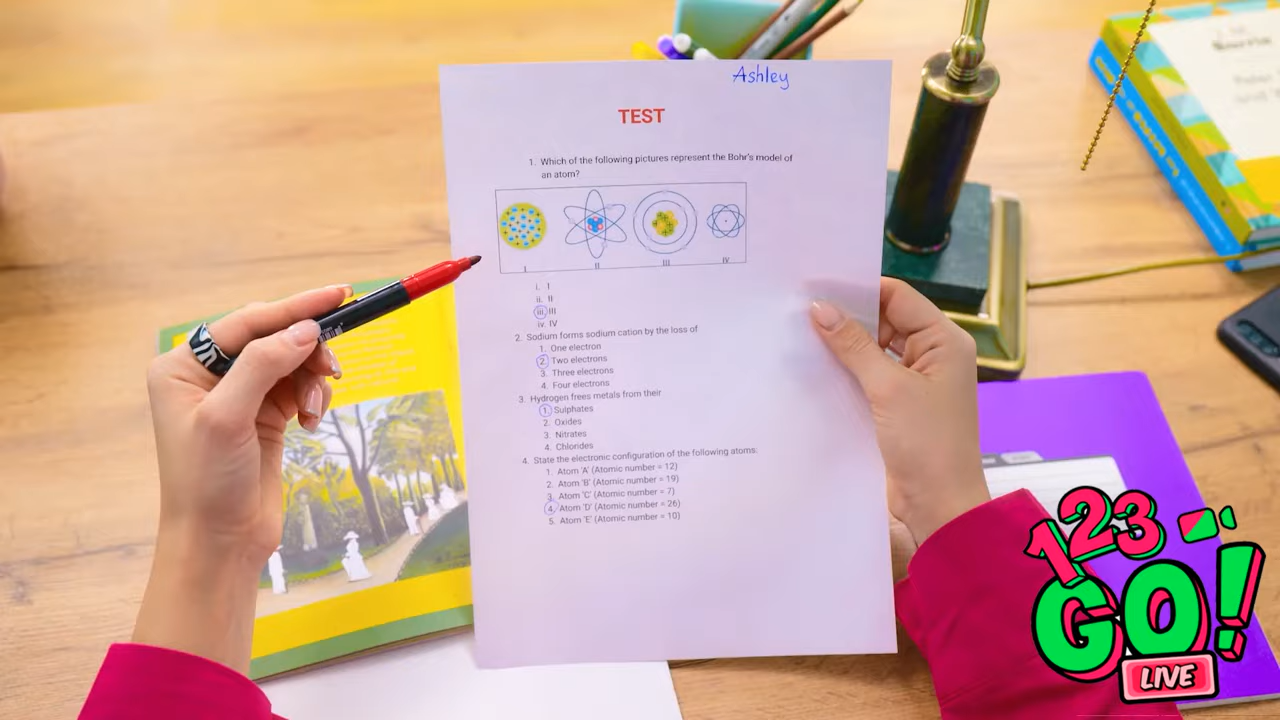 Ashley
TEST
1. Which of the following pictures represent the Bohr's model of
an atom?
I II III IV
i. I
ii. II
iii. III
iv. IV
2. Sodium forms sodium cation by the loss of
1. One electron
2. Two electrons
3. Three electrons
4. Four electrons
3. Hydrogen frees metals from their
1. Sulphates
2. Oxides
3. Nitrates
4. Chlorides
4. State the electronic configuration of the following atoms:
1. Atom 'A' (Atomic number = 12)
2. Atom 'B' (Atomic number = 19)
3. Atom 'C' (Atomic number = 7)
4. Atom 'D' (Atomic number = 26)
5. Atom 'E' (Atomic number = 10)
123
GO!
LIVE